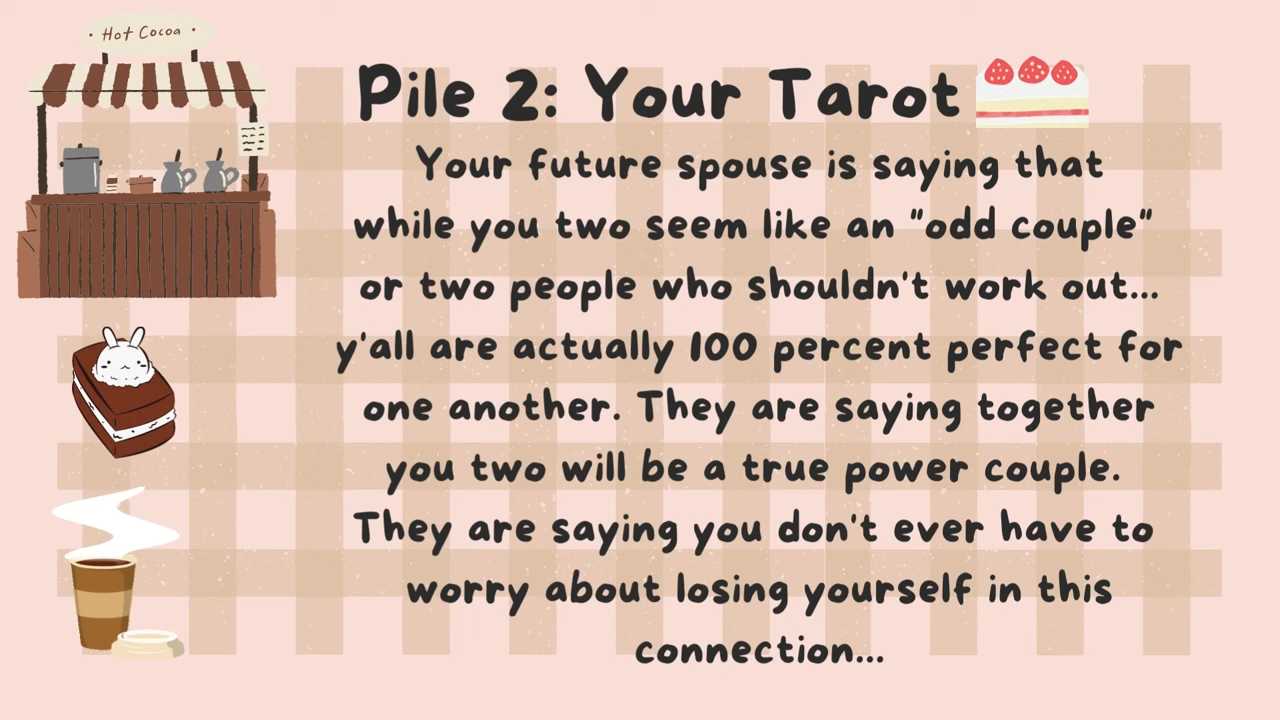 • Hot Cocoa •
Pile 2: Your Tarot
Your future spouse is saying that
while you two seem like an "odd couple"
or two people who shouldn't work out...
y'all are actually 100 percent perfect for
one another. They are saying together
you two will be a true power couple.
They are saying you don't ever have to
worry about losing yourself in this
connection...